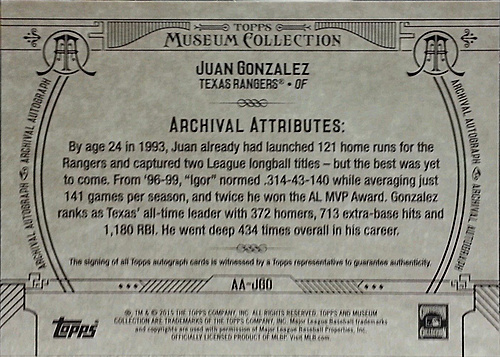 TOPPS
MUSEUM COLLECTION
JUAN GONZALEZ
TEXAS RANGERS® • OF
ARCHIVAL AUTOGRAPH
ARCHIVAL AUTOGRAPH
ARCHIVAL AUTOGRAPH
ARCHIVAL AUTOGRAPH
ARCHIVAL ATTRIBUTES:
By age 24 in 1993, Juan already had launched 121 home runs for the
Rangers and captured two League longball titles – but the best was yet
to come. From '96-99, "Igor" normed .314-43-140 while averaging just
141 games per season, and twice he won the AL MVP Award. Gonzalez
ranks as Texas' all-time leader with 372 homers, 713 extra-base hits and
1,180 RBI. He went deep 434 times overall in his career.
The signing of all Topps autograph cards is witnessed by a Topps representative to guarantee authenticity.
AA-JGO
Topps
®, TM & © 2015 THE TOPPS COMPANY, INC. ALL RIGHTS RESERVED. TOPPS AND MUSEUM
COLLECTION ARE TRADEMARKS OF THE TOPPS COMPANY, INC. Major League Baseball trademarks
and copyrights are used with permission of Major League Baseball Properties, Inc.
OFFICIALLY LICENSED PRODUCT OF MLBP. Visit MLB.com.